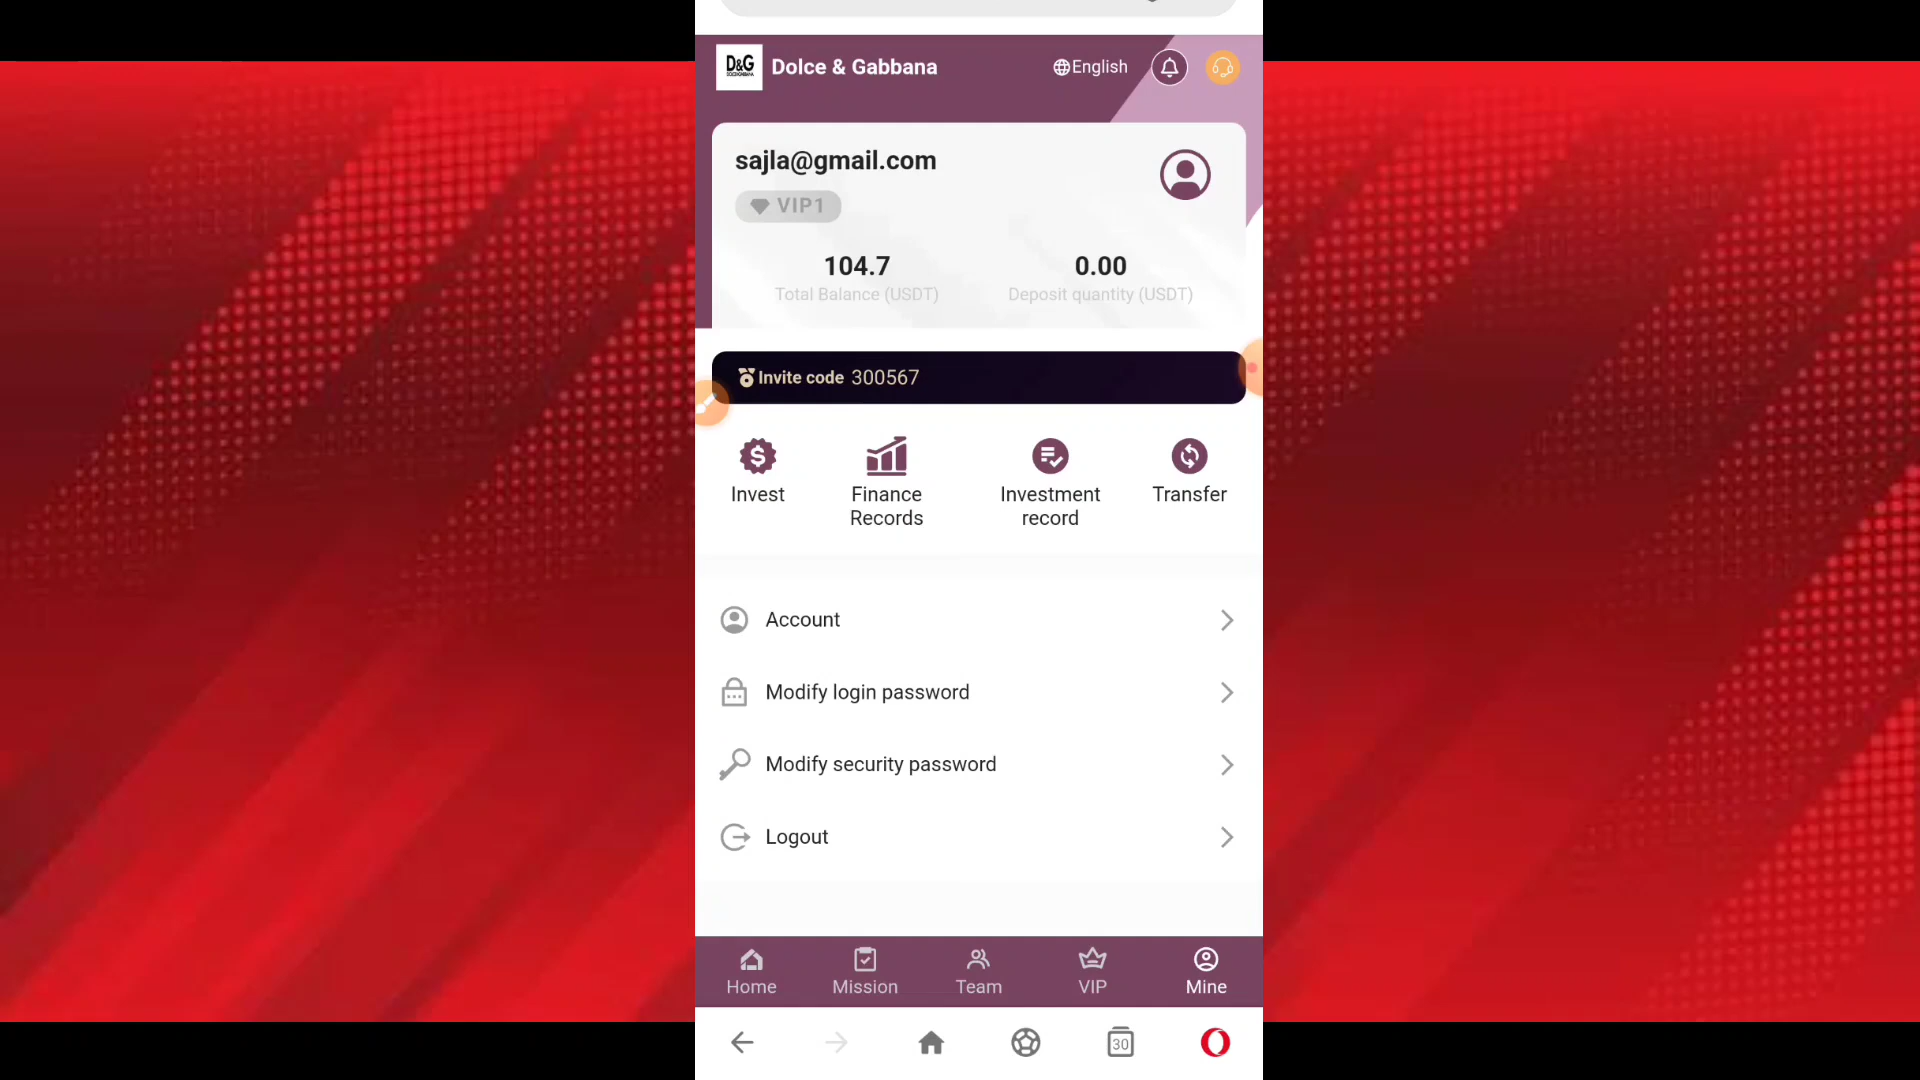 D&G
Dolce & Gabbana
English
sajla@gmail.com
VIP1
104.7
0.00
Total Balance (USDT)
Deposit quantity (USDT)
Invite code 300567
Invest
Finance
Records
Investment
record
Transfer
Account
Modify login password
Modify security password
Logout
Home
Mission
Team
VIP
Mine
30